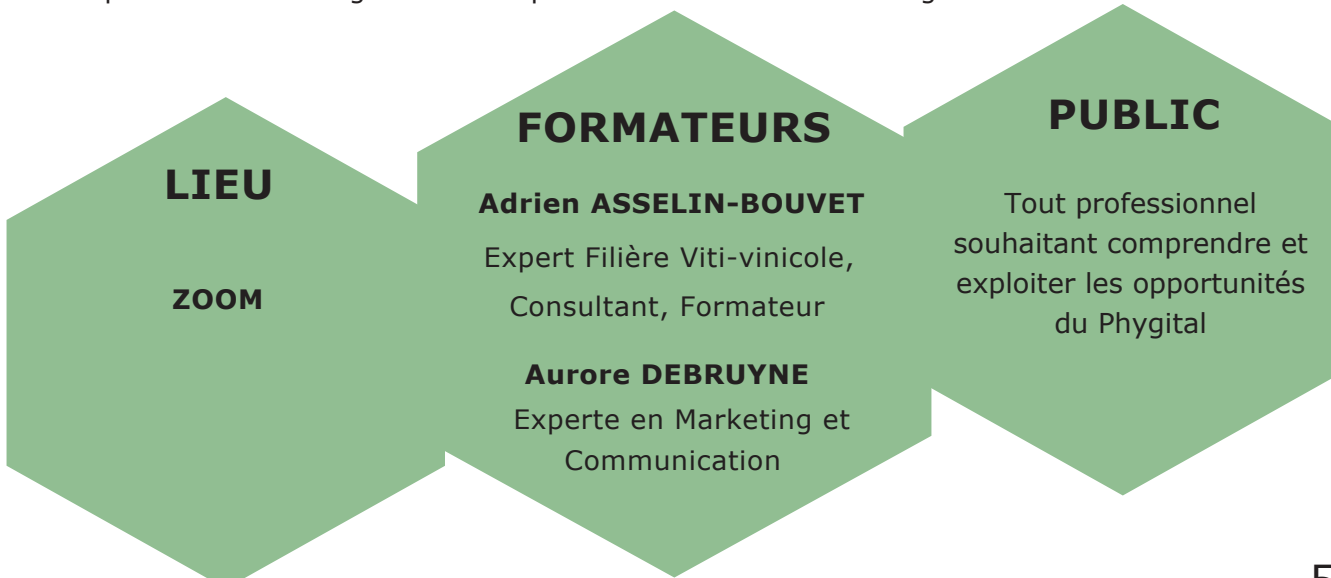 LIEU
ZOOM
FORMATEURS
Adrien ASSELIN-BOUVET
Expert Filière Viti-vinicole,
Consultant, Formateur
Aurore DEBRUYNE
Experte en Marketing et
Communication
PUBLIC
Tout professionnel
souhaitant comprendre et
exploiter les opportunités
du Phygital